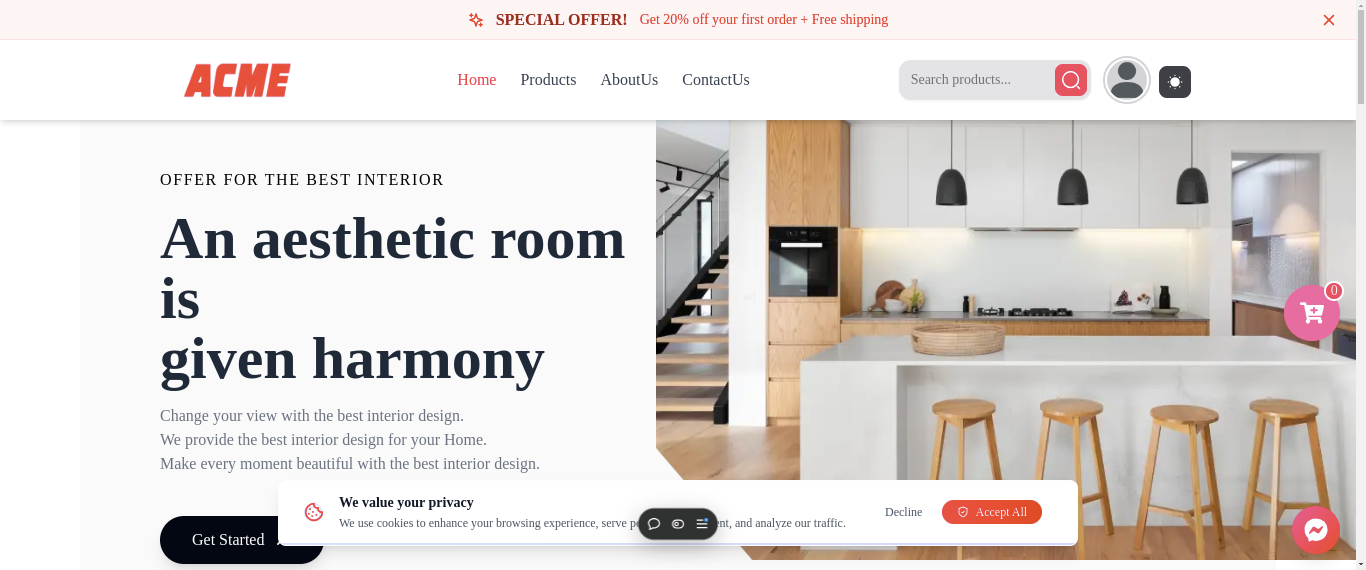 SPECIAL OFFER! Get 20% off your first order + Free shipping
ACME
Home Products AboutUs ContactUs
Search products...
OFFER FOR THE BEST INTERIOR
An aesthetic room
is
given harmony
0
Change your view with the best interior design.
We provide the best interior design for your Home.
Make every moment beautiful with the best interior design.
We value your privacy
We use cookies to enhance your browsing experience, serve and analyze our traffic.
Decline
Accept All
Get Started